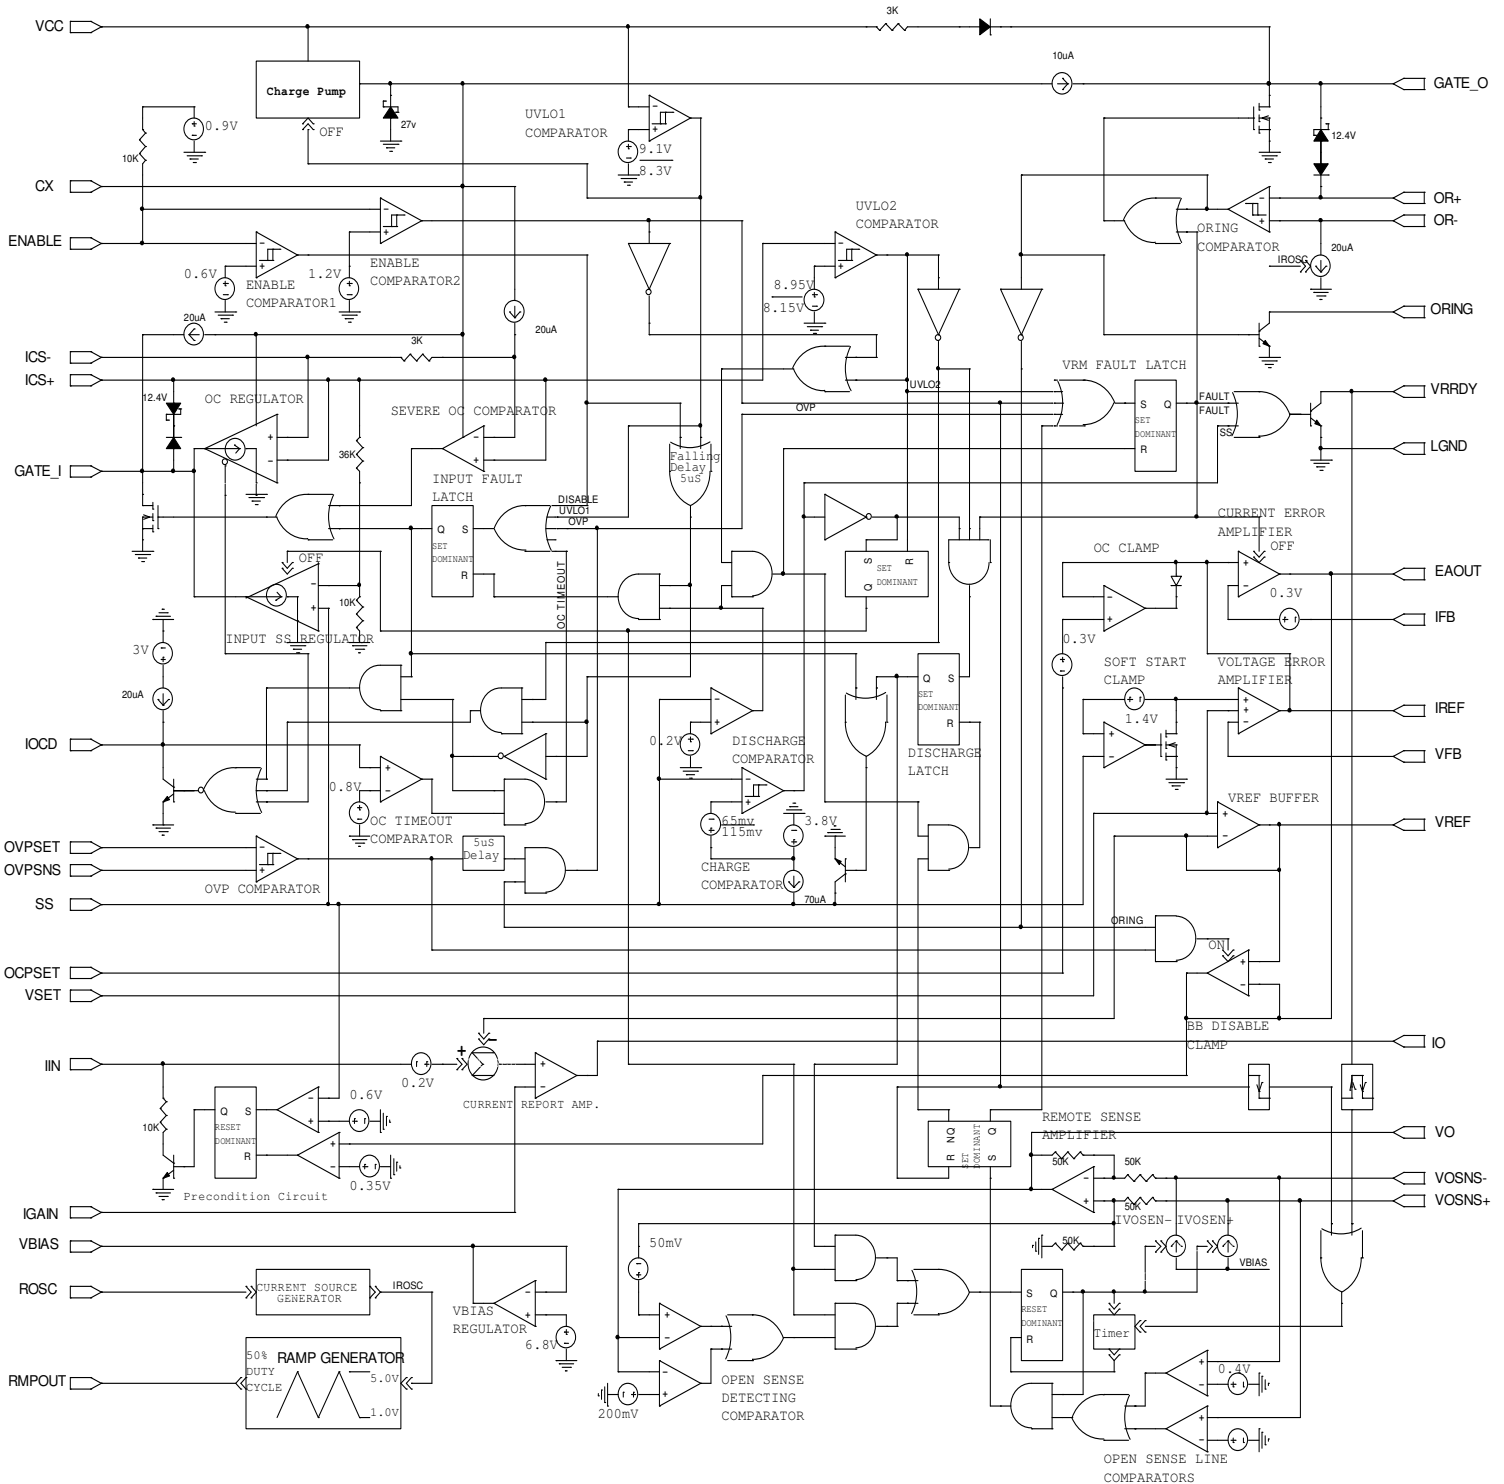 VCC
3K
10uA
Charge Pump
GATE_O
27v
OFF
0.9V
10K
UVLO1
COMPARATOR
9.1V
8.3V
12.4V
CX
OR+
OR-
UVLO2
COMPARATOR
ORING
COMPARATOR
20uA
IROSC
ENABLE
0.6V
ENABLE
COMPARATOR1
1.2V
ENABLE
COMPARATOR2
8.95V
8.15V
20uA
20uA
ORING
ICS-
3K
ICS+
12.4V
OC REGULATOR
SEVERE OC COMPARATOR
UVLO2
OVP
VRM FAULT LATCH
S
Q
SET
DOMINANT
R
FAULT
FAULT
SS
VRRDY
LGND
GATE_I
36K
INPUT FAULT
LATCH
Falling
Delay
5uS
DISABLE
UVLO1
OVP
Q
S
SET
DOMINANT
R
OFF
10K
INPUT SS REGULATOR
OC TIMEOUT
S
R
SET
DOMINANT
Q
CURRENT ERROR
AMPLIFIER
OFF
OC CLAMP
0.3V
EAOUT
IFB
0.3V
3V
20uA
SOFT START
CLAMP
1.4V
VOLTAGE ERROR
AMPLIFIER
Q
S
SET
DOMINANT
R
DISCHARGE
LATCH
IREF
VFB
IOCD
0.2V
DISCHARGE
COMPARATOR
0.8V
OC TIMEOUT
COMPARATOR
65mv
115mv
3.8V
CHARGE
COMPARATOR
70uA
VREF BUFFER
VREF
OVPSET
OVPSNS
OVP COMPARATOR
5uS
Delay
SS
ORING
ON
OCPSET
VSET
BB DISABLE
CLAMP
IIN
0.2V
CURRENT REPORT AMP.
IO
10K
Q
S
RESET
DOMINANT
R
0.6V
0.35V
Precondition Circuit
R
NQ
SET
DOMINANT
S
Q
REMOTE SENSE
AMPLIFIER
VO
50K
50K
50K
50K
VOSNS-
VOSNS+
IVOSEN-
IVOSEN+
VBIAS
IGAIN
VBIAS
50mV
ROSC
CURRENT SOURCE
GENERATOR
IROSC
VBIAS
REGULATOR
6.8V
S
Q
RESET
DOMINANT
R
Timer
RMPOUT
50%
DUTY
CYCLE
RAMP GENERATOR
5.0V
1.0V
200mV
OPEN SENSE
DETECTING
COMPARATOR
0.4V
OPEN SENSE LINE
COMPARATORS